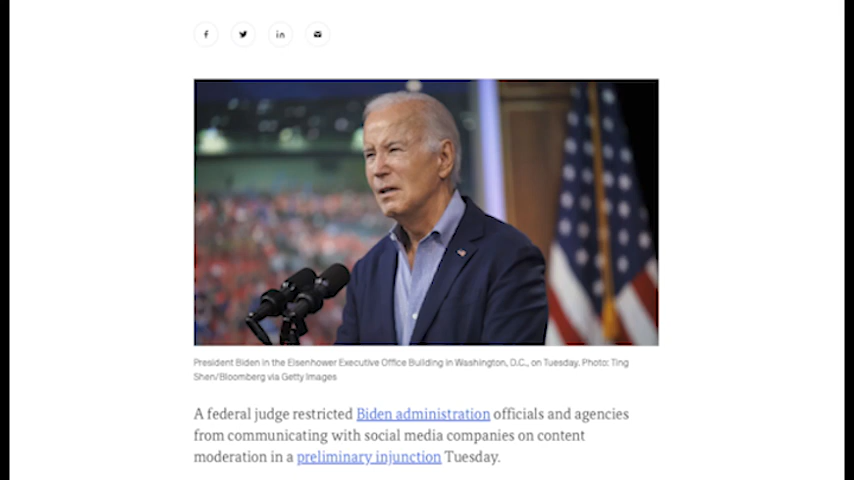 President Biden in the Eisenhower Executive Office Building in Washington, D.C., on Tuesday. Photo: Ting
Shen/Bloomberg via Getty Images
A federal judge restricted Biden administration officials and agencies
from communicating with social media companies on content
moderation in a preliminary injunction Tuesday.